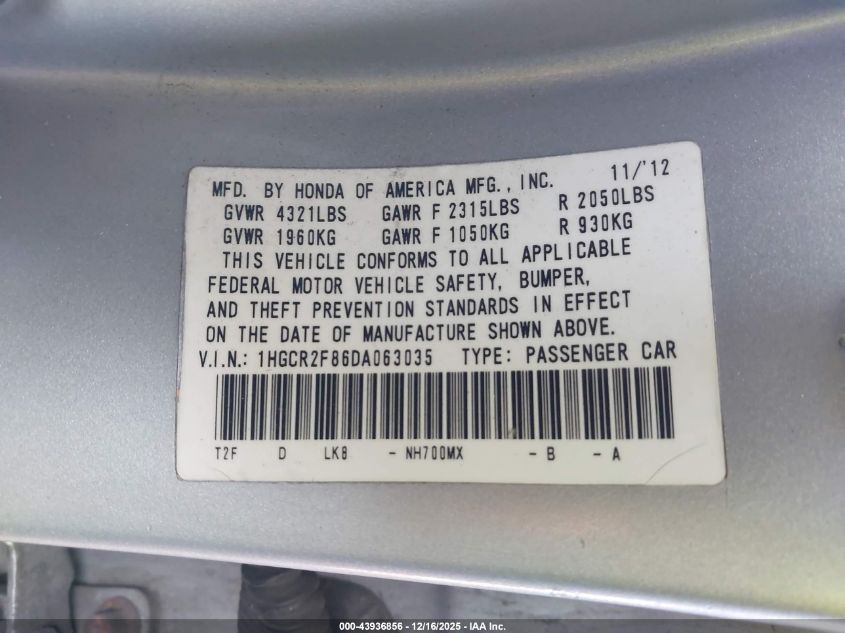 MFD. BY HONDA OF AMERICA MFG., INC. 11/'12
GVWR 4321LBS GAWR F 2315LBS R 2050LBS
GVWR 1960KG GAWR F 1050KG R 930KG
THIS VEHICLE CONFORMS TO ALL APPLICABLE
FEDERAL MOTOR VEHICLE SAFETY, BUMPER,
AND THEFT PREVENTION STANDARDS IN EFFECT
ON THE DATE OF MANUFACTURE SHOWN ABOVE.
V.I.N.: 1HGCR2F86DA063035 TYPE: PASSENGER CAR
T2F D LK8 - NH700MX - B - A
000-43936856 - 12/16/2025 - IAA Inc.